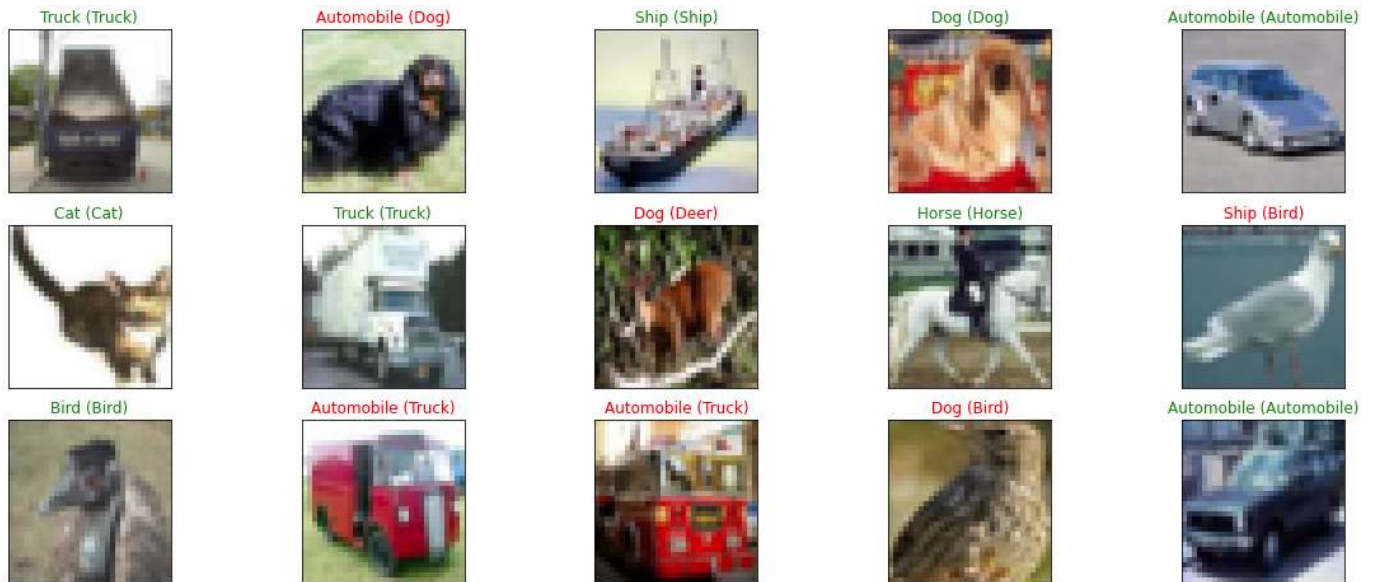 Truck (Truck) Automobile (Dog) Ship (Ship) Dog (Dog) Automobile (Automobile)
Cat (Cat) Truck (Truck) Dog (Deer) Horse (Horse) Ship (Bird)
Bird (Bird) Automobile (Truck) Automobile (Truck) Dog (Bird) Automobile (Automobile)